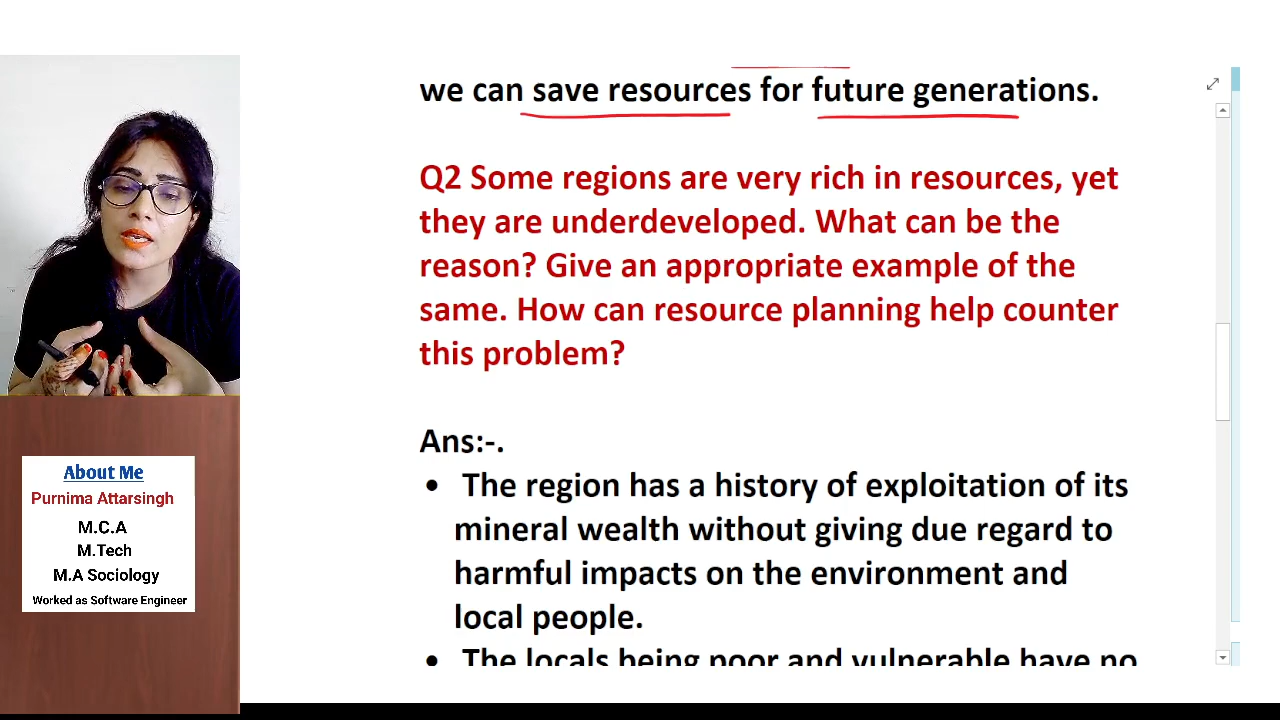 we can save resources for future generations.
Q2 Some regions are very rich in resources, yet
they are underdeveloped. What can be the
reason? Give an appropriate example of the
same. How can resource planning help counter
this problem?
Ans:-.
• The region has a history of exploitation of its
mineral wealth without giving due regard to
harmful impacts on the environment and
local people.
• The locals being poor and vulnerable have no
About Me
Purnima Attarsingh
M.C.A
M.Tech
M.A Sociology
Worked as Software Engineer